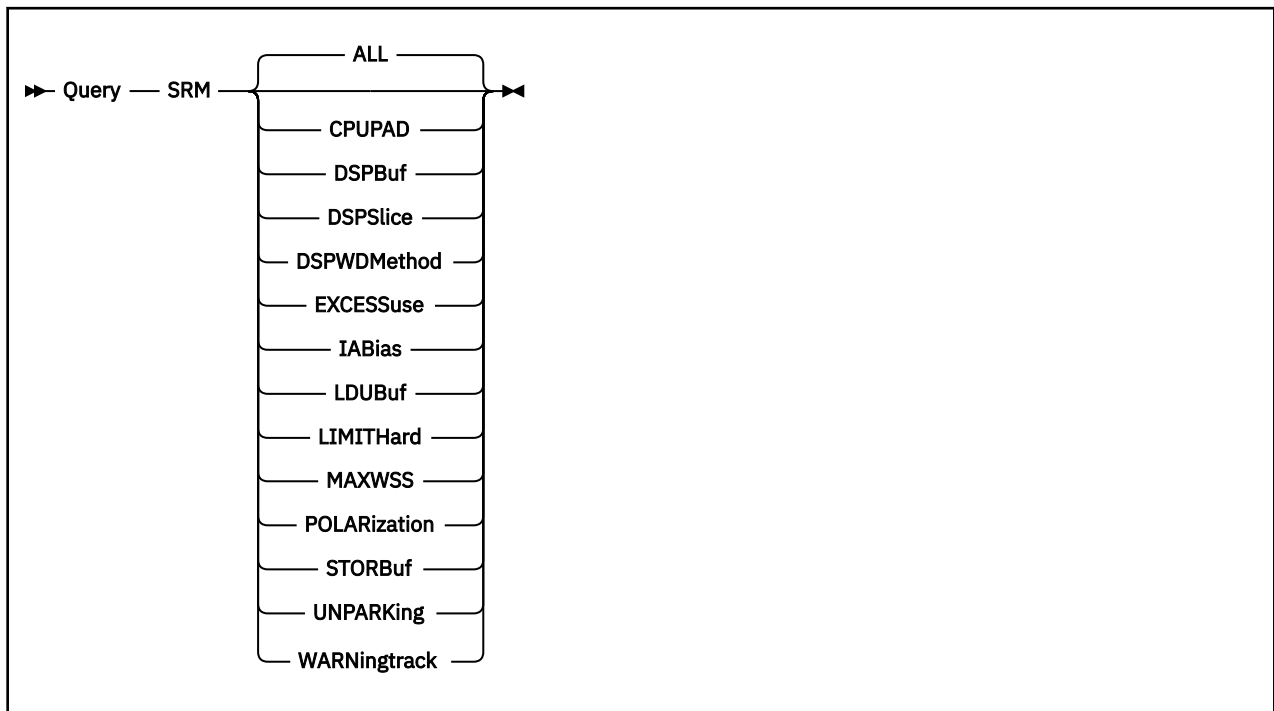 ALL
Query SRM
CPUPAD
DSPBuf
DSPSlice
DSPWDMethod
EXCESSuse
IABias
LDUBuf
LIMITHard
MAXWSS
POLARization
STORBuf
UNPARKing
WARNingtrack